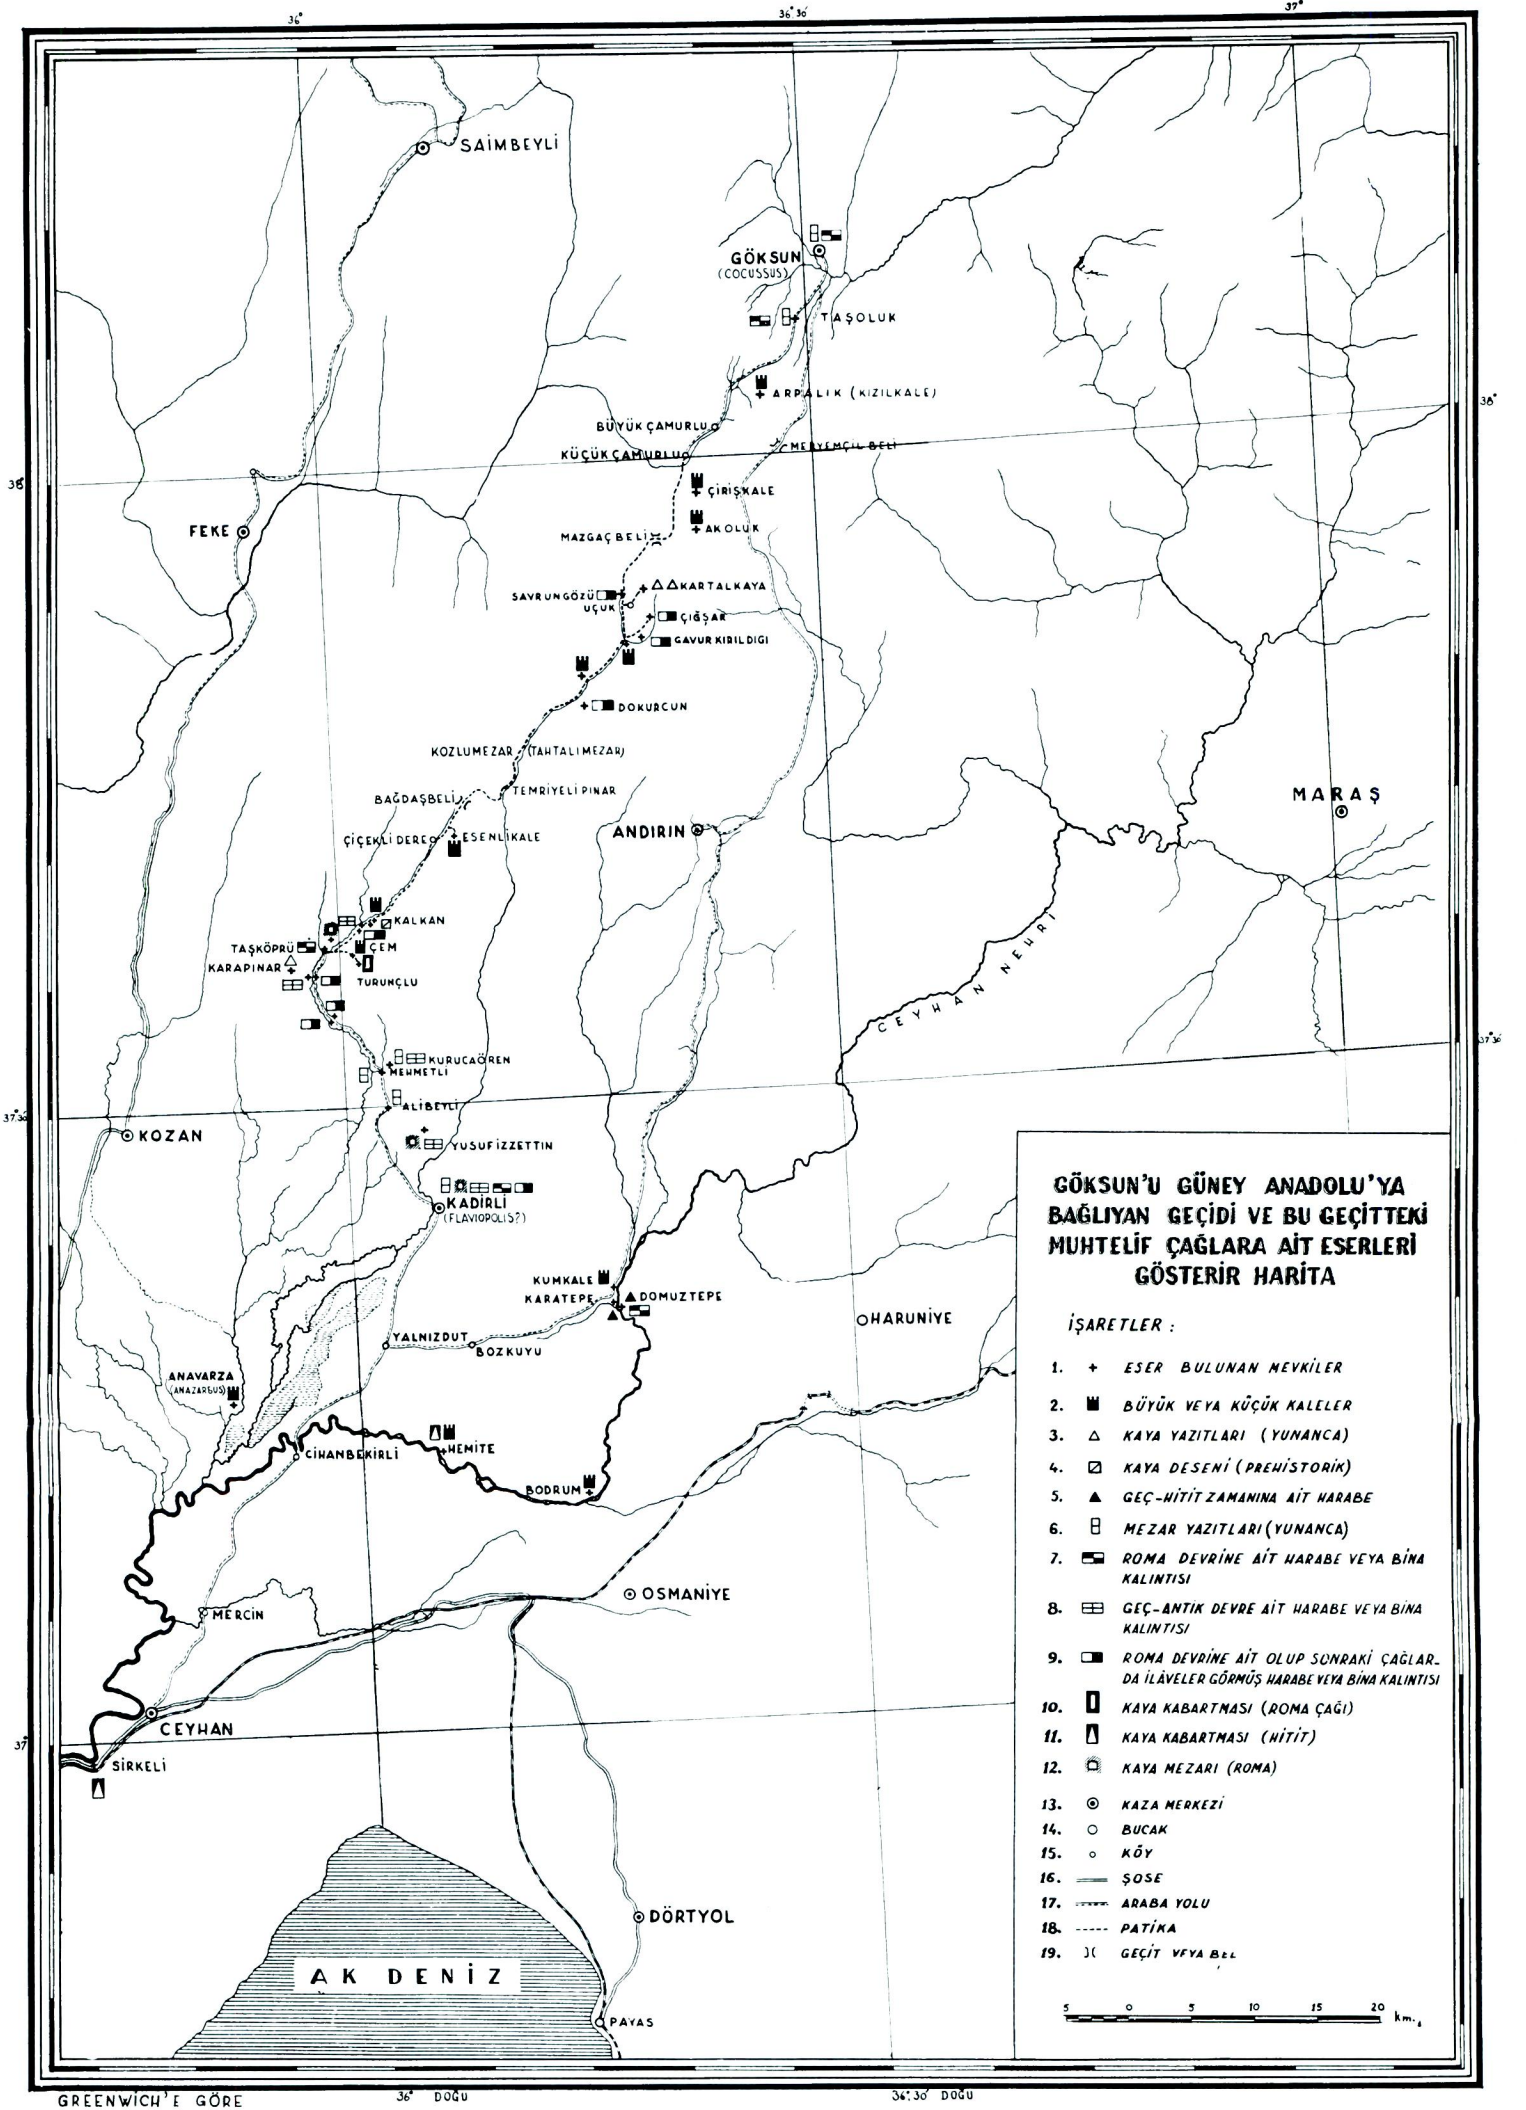 36°
36°30'
37°
SAİMBEYLİ
GÖKSUN
(COCUSSUS)
TAŞOLUK
ARPALIK (KIZILKALE)
38°
BÜYÜK ÇAMURLU
MERYEMÇİL BELİ
KÜÇÜK ÇAMURLU
38°
ÇİRİŞKALE
FEKE
AKOLUK
MAZGAÇ BELİ
KARTALKAYA
SAVRUNGÖZÜ
UÇUK
ÇIĞŞAR
GAVUR KIRILDIGI
DOKURCUN
KOZLUMEZAR (TAHTALIMEZAR)
TEMRİYELİ PINAR
BAĞDAŞBELİ
MARAŞ
ANDIRIN
ÇİÇEKLİ DERE
ESENLİKALE
KALKAN
TAŞKÖPRÜ
ÇEM
KARAPINAR
TURUNÇLU
CEYHAN NEHRİ
37°30'
KURUCAÖREN
MEHMETLİ
ALİBEYLİ
37°30'
KOZAN
YUSUFİZZETTİN
KADİRLİ
(FLAVIOPOLIS?)
KUMKALE
KARATEPE
DOMUZTEPE
HARUNİYE
YALNIZDUT
BOZKUYU
ANAVARZA
(ANAZARBUS)
HEMİTE
CİHANBEKİRLİ
BODRUM
OSMANİYE
MERCİN
CEYHAN
37°
SİRKELİ
DÖRTYOL
AK DENİZ
PAYAS
GÖKSUN'U GÜNEY ANADOLU'YA
BAĞLIYAN GEÇİDİ VE BU GEÇİTTEKİ
MUHTELİF ÇAĞLARA AİT ESERLERİ
GÖSTERİR HARİTA
İŞARETLER :
1. ESER BULUNAN MEVKİLER
2. BÜYÜK VEYA KÜÇÜK KALELER
3. KAYA YAZITLARI (YUNANCA)
4. KAYA DESENİ (PREHİSTORİK)
5. GEÇ-HİTİT ZAMANINA AİT HARABE
6. MEZAR YAZITLARI (YUNANCA)
7. ROMA DEVRİNE AİT HARABE VEYA BİNA
KALINTISI
8. GEÇ-ANTİK DEVRE AİT HARABE VEYA BİNA
KALINTISI
9. ROMA DEVRİNE AİT OLUP SONRAKİ ÇAĞLAR-
DA İLÂVELER GÖRMÜŞ HARABE VEYA BİNA KALINTISI
10. KAYA KABARTMASI (ROMA ÇAĞI)
11. KAYA KABARTMASI (HİTİT)
12. KAYA MEZARI (ROMA)
13. KAZA MERKEZİ
14. BUCAK
15. KÖY
16. ŞOSE
17. ARABA YOLU
18. PATİKA
19. GEÇİT VEYA BEL
5 0 5 10 15 20 km.
GREENWİCH'E GÖRE
36° DOĞU
36°30' DOĞU